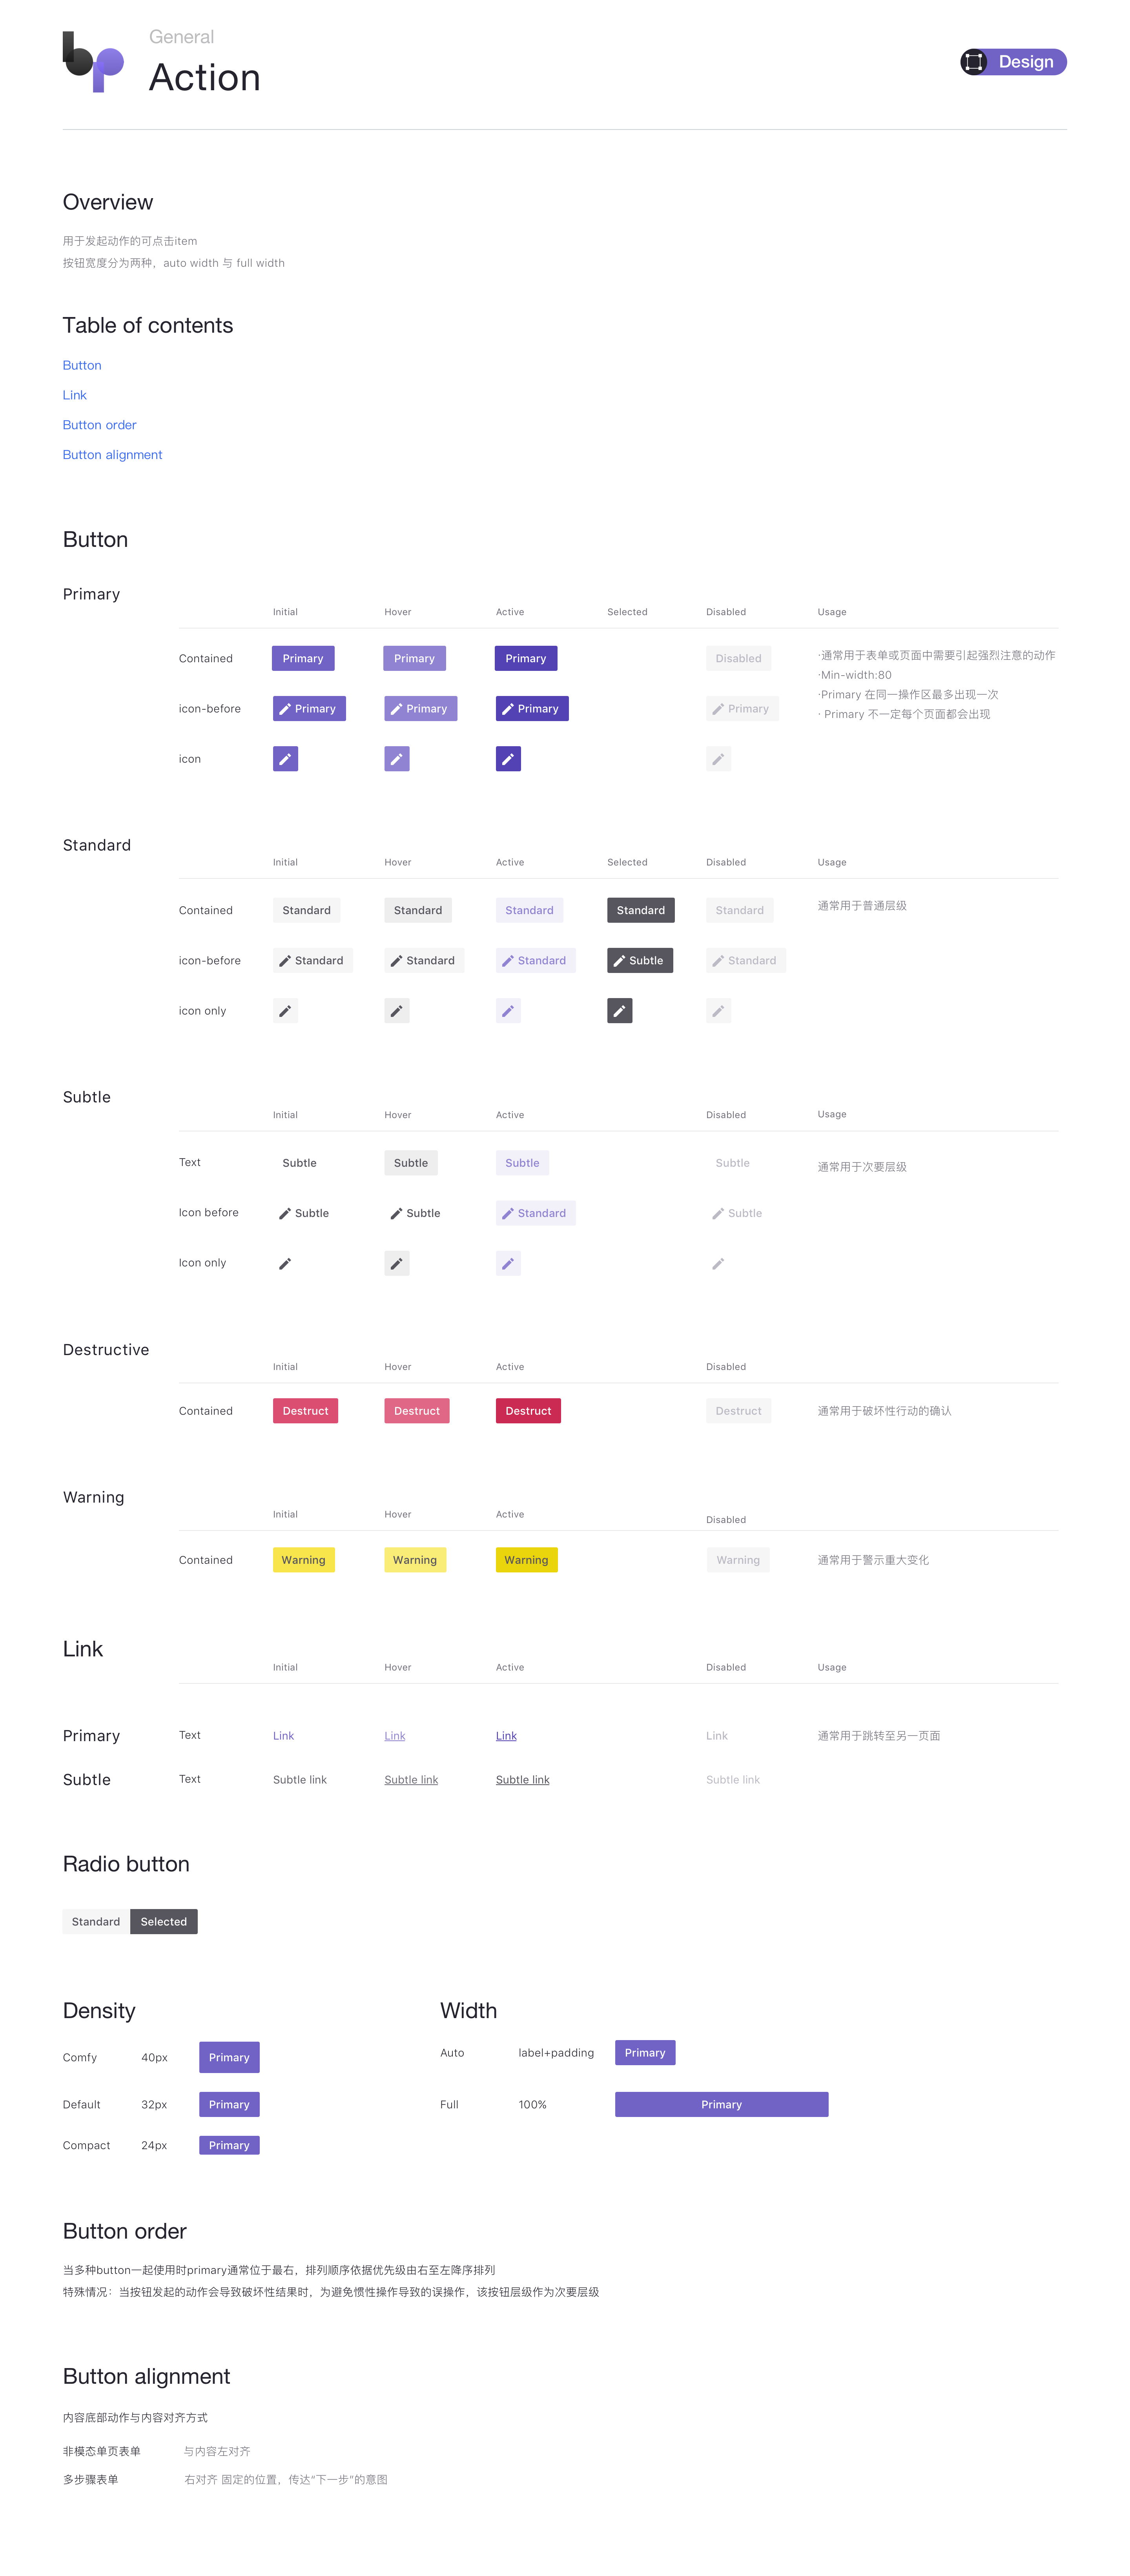 bp
General
Action
Design
Overview
用于发起动作的可点击item
按钮宽度分为两种，auto width 与 full width
Table of contents
Button
Link
Button order
Button alignment
Button
Primary
Initial Hover Active Selected Disabled Usage
Contained Primary Primary Primary Disabled ·通常用于表单或页面中需要引起强烈注意的动作
·Min-width:80
icon-before Primary Primary Primary Primary ·Primary 在同一操作区最多出现一次
· Primary 不一定每个页面都会出现
icon
Standard
Initial Hover Active Selected Disabled Usage
Contained Standard Standard Standard Standard Standard 通常用于普通层级
icon-before Standard Standard Standard Subtle Standard
icon only
Subtle
Initial Hover Active Disabled Usage
Text Subtle Subtle Subtle Subtle 通常用于次要层级
Icon before Subtle Subtle Standard Subtle
Icon only
Destructive
Initial Hover Active Disabled
Contained Destruct Destruct Destruct Destruct 通常用于破坏性行动的确认
Warning
Initial Hover Active Disabled
Contained Warning Warning Warning Warning 通常用于警示重大变化
Link
Initial Hover Active Disabled Usage
Primary Text Link Link Link Link 通常用于跳转至另一页面
Subtle Text Subtle link Subtle link Subtle link Subtle link
Radio button
Standard Selected
Density
Comfy 40px Primary
Default 32px Primary
Compact 24px Primary
Width
Auto label+padding Primary
Full 100% Primary
Button order
当多种button一起使用时primary通常位于最右，排列顺序依据优先级由右至左降序排列
特殊情况：当按钮发起的动作会导致破坏性结果时，为避免惯性操作导致的误操作，该按钮层级作为次要层级
Button alignment
内容底部动作与内容对齐方式
非模态单页表单 与内容左对齐
多步骤表单 右对齐 固定的位置，传达“下一步”的意图